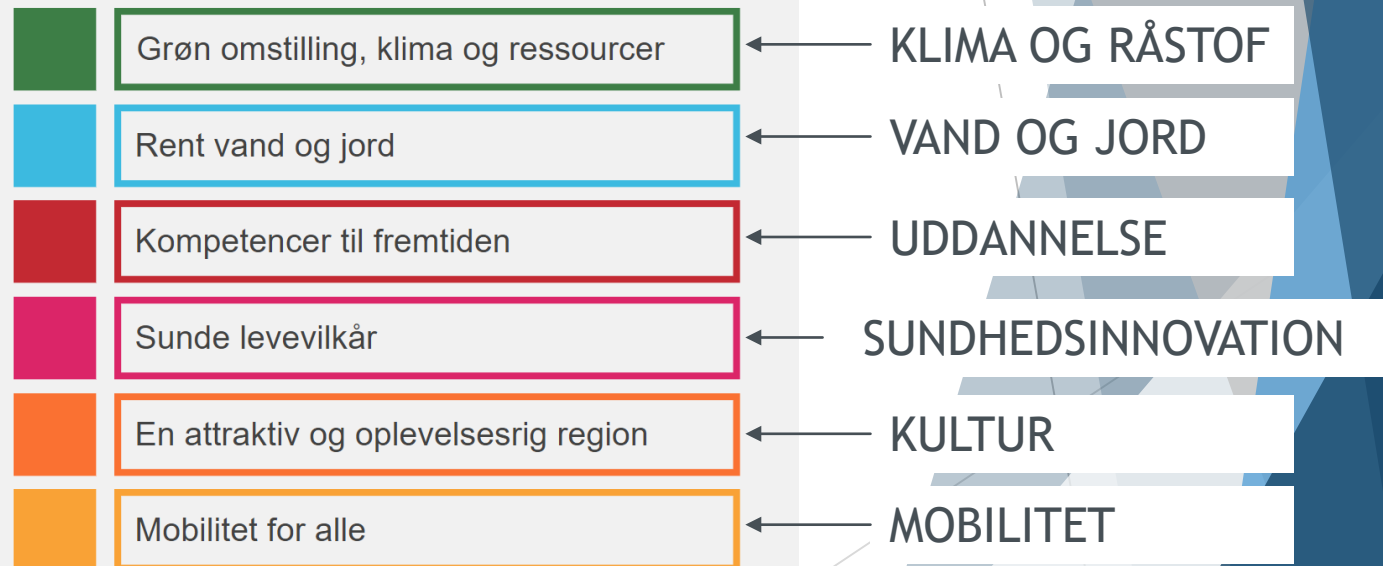 Grøn omstilling, klima og ressourcer
KLIMA OG RÅSTOF
Rent vand og jord
VAND OG JORD
Kompetencer til fremtiden
UDDANNELSE
Sunde levevilkår
SUNDHEDSINNOVATION
En attraktiv og oplevelsesrig region
KULTUR
Mobilitet for alle
MOBILITET